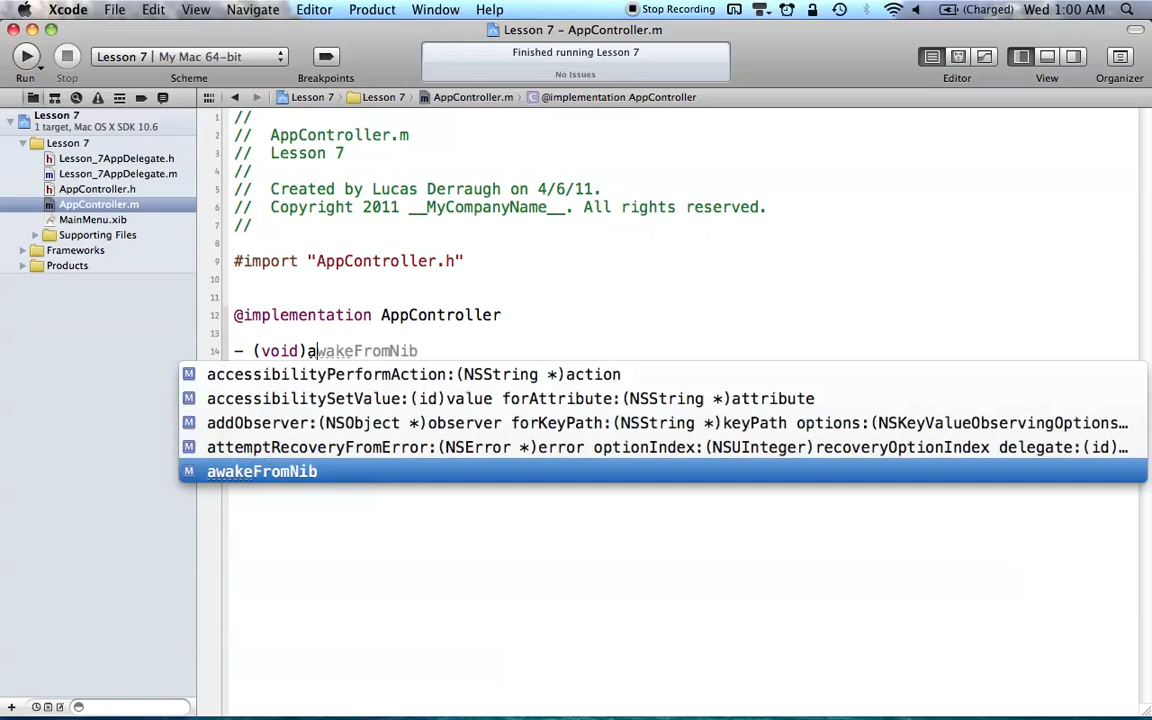 Xcode File Edit View Navigate Editor Product Window Help Stop Recording (Charged) Wed 1:00 AM
Lesson 7 – AppController.m
Lesson 7 My Mac 64-bit
Finished running Lesson 7
No Issues
Run Stop Scheme Breakpoints Editor View Organizer
Lesson 7 Lesson 7 AppController.m @implementation AppController
Lesson 7
1 target, Mac OS X SDK 10.6
Lesson 7
Lesson_7AppDelegate.h
Lesson_7AppDelegate.m
AppController.h
AppController.m
MainMenu.xib
Supporting Files
Frameworks
Products
1 //
2 // AppController.m
3 // Lesson 7
4 //
5 // Created by Lucas Derraugh on 4/6/11.
6 // Copyright 2011 __MyCompanyName__. All rights reserved.
7 //
8
9 #import "AppController.h"
10
11
12 @implementation AppController
13
14 – (void)awakeFromNib
M accessibilityPerformAction:(NSString *)action
M accessibilitySetValue:(id)value forAttribute:(NSString *)attribute
M addObserver:(NSObject *)observer forKeyPath:(NSString *)keyPath options:(NSKeyValueObservingOptions…
M attemptRecoveryFromError:(NSError *)error optionIndex:(NSUInteger)recoveryOptionIndex delegate:(id)…
M awakeFromNib